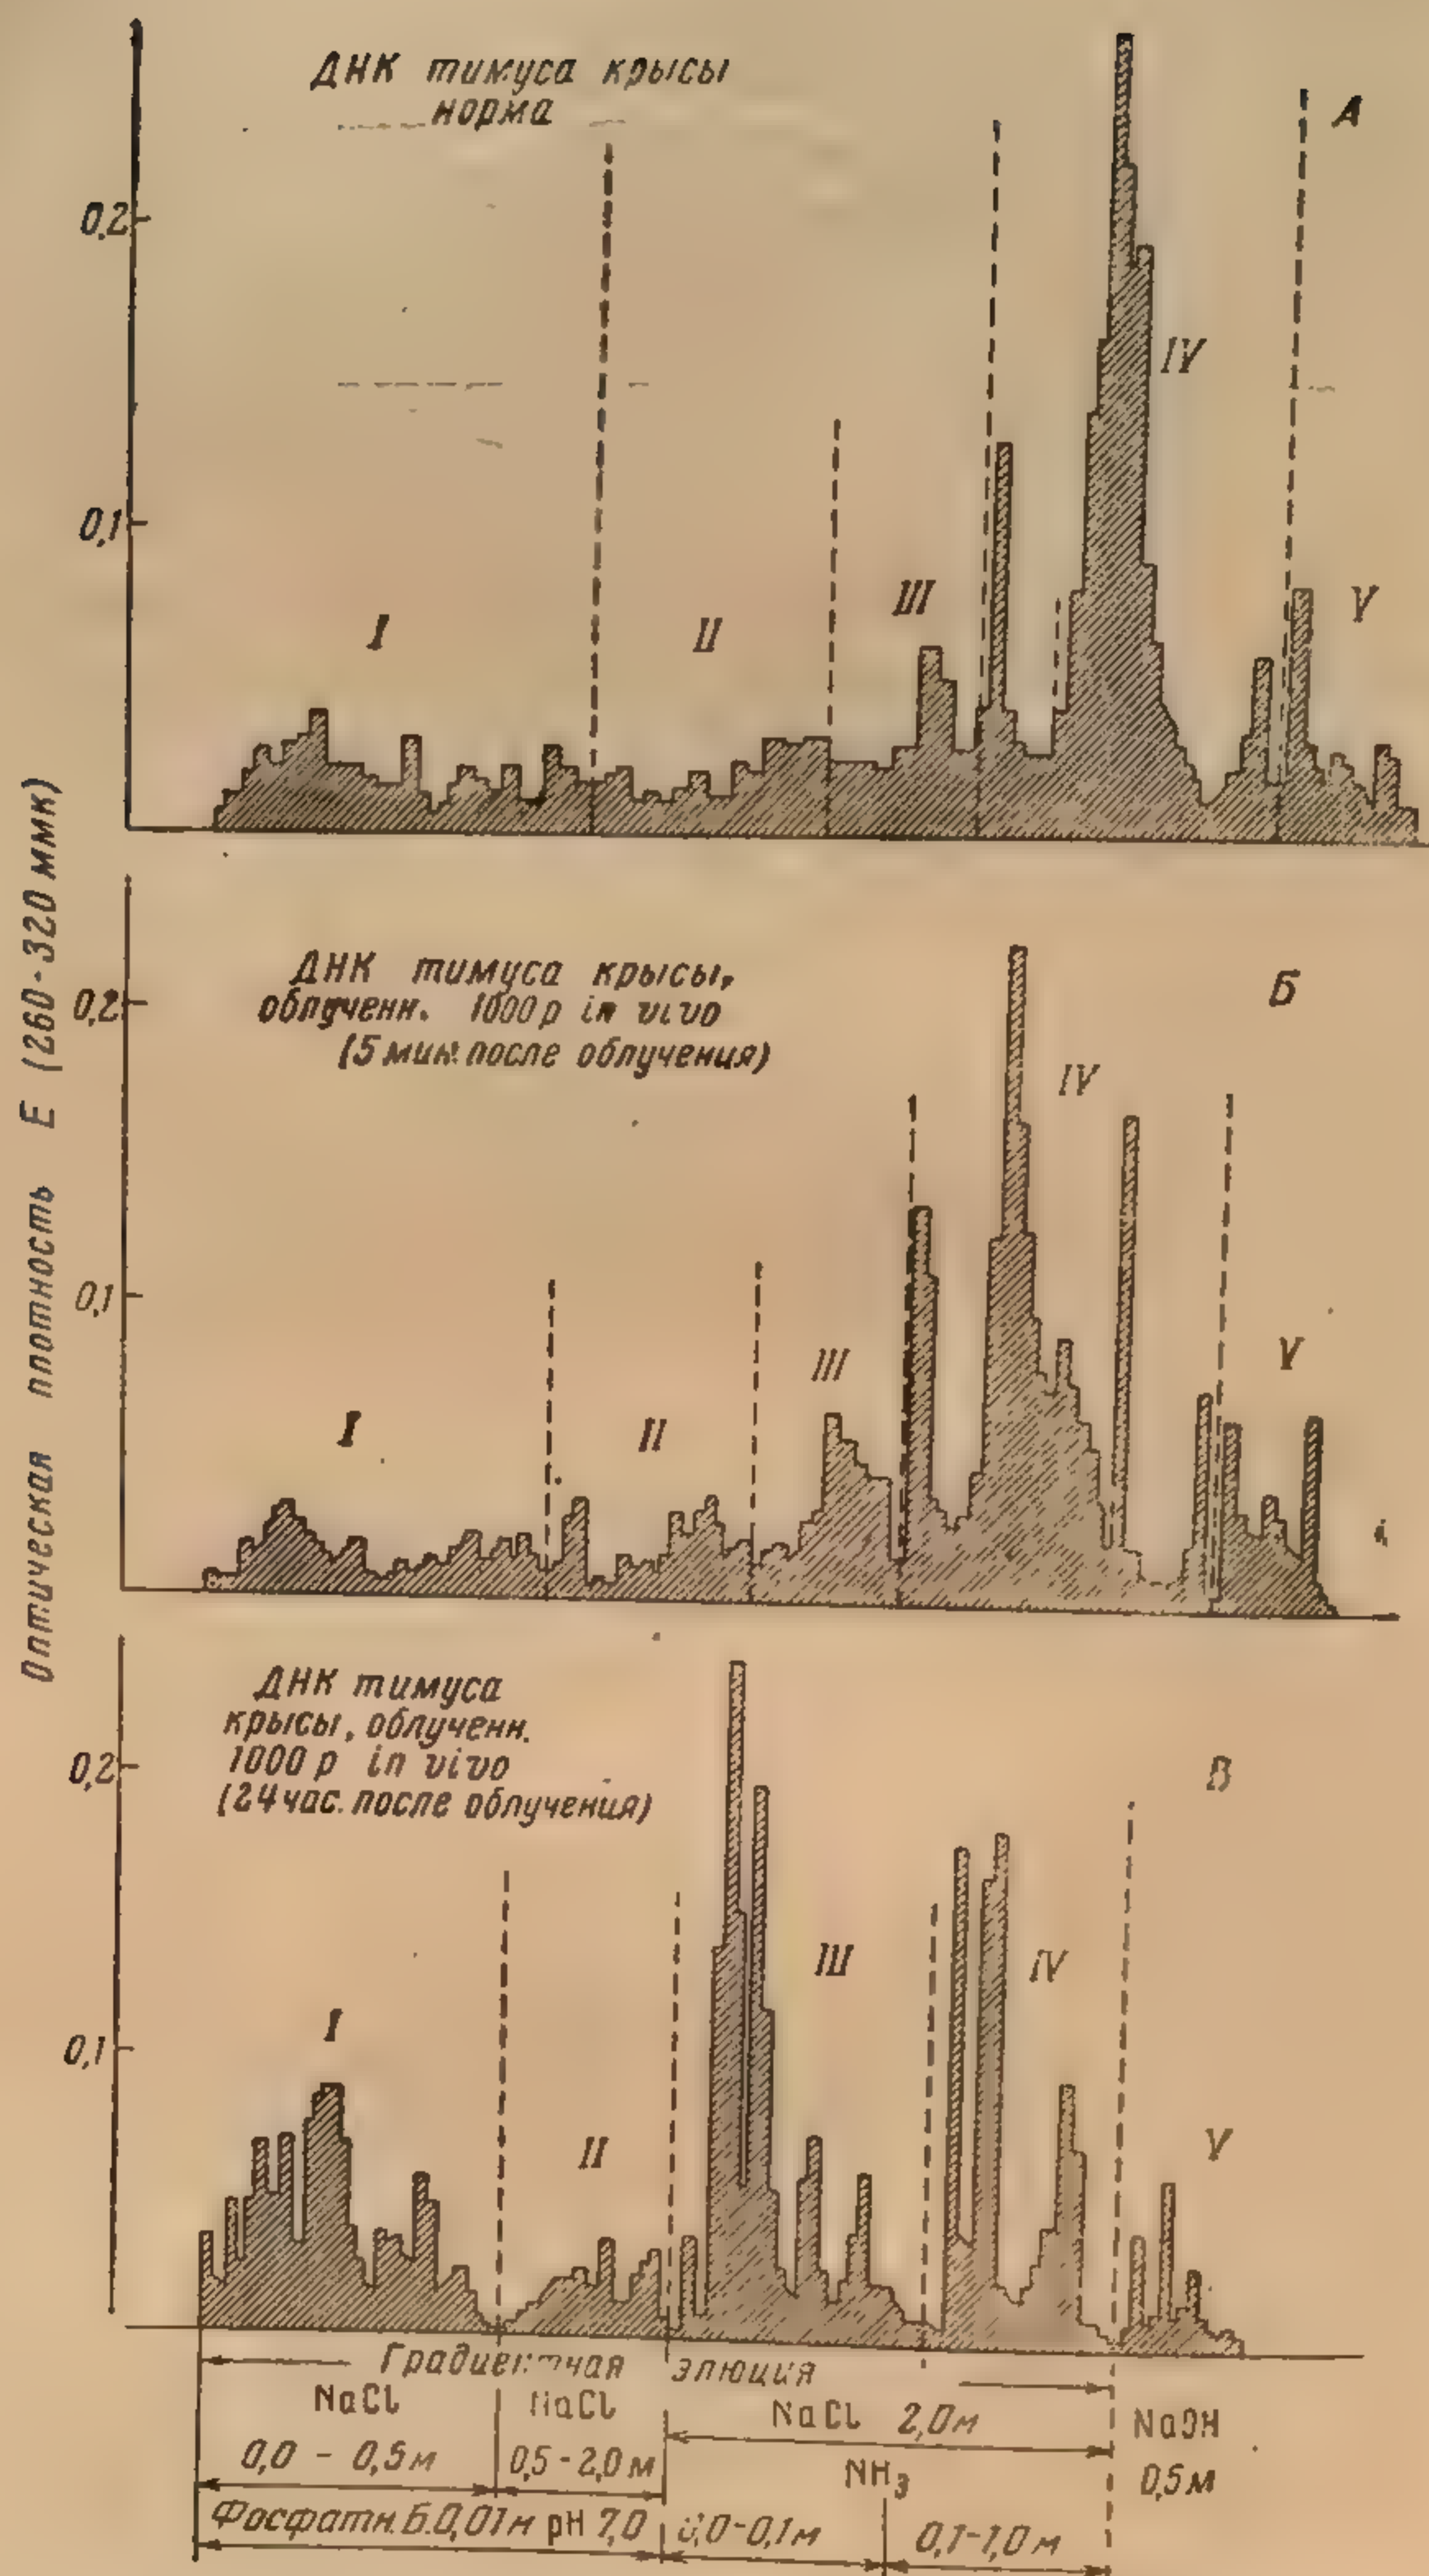 ДНК тимуса крысы
норма
А
0,2
0,1
I
II
III
IV
V
Оптическая плотность E (260-320 ммк)
ДНК тимуса крысы,
облученн. 1000 р in vivo
(5 мин. после облучения)
Б
0,2
0,1
I
II
III
IV
V
ДНК тимуса
крысы, облученн.
1000 р in vivo
(24 час. после облучения)
В
0,2
0,1
I
II
III
IV
V
Градиентная элюция
NaCl NaCl NaCl 2,0 м NaOH
0,0 - 0,5 м 0,5-2,0 м NH3 0,5 м
Фосфатн. Б. 0,01 м pH 7,0 0,0-0,1 м 0,1-1,0 м